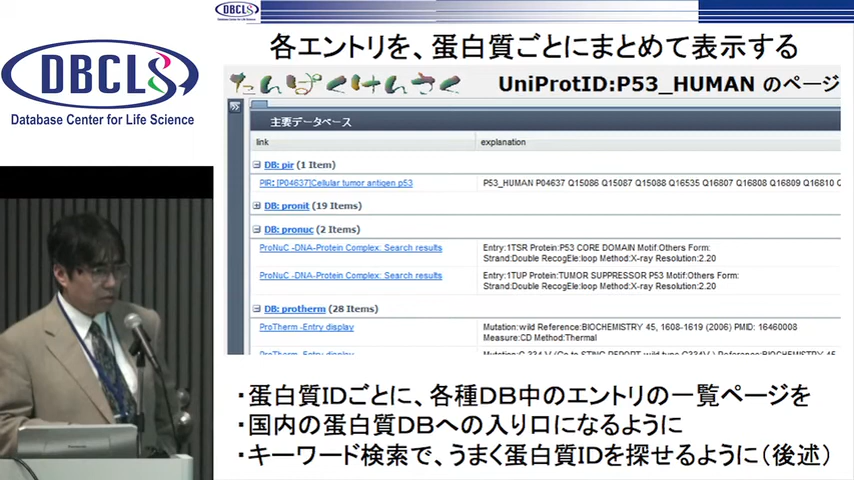 DBCLS
Database Center for Life Science
DBCLS
各エントリを、蛋白質ごとにまとめて表示する
たんぱくけんさく UniProtID:P53_HUMAN のページ
主要データベース
link explanation
DB: pir (1 Item)
PIR: [P04637]Cellular tumor antigen p53 P53_HUMAN P04637 Q15086 Q15087 Q15088 Q16535 Q16807 Q16808 Q16809 Q16810
DB: pronit (19 Items)
DB: pronuc (2 Items)
ProNuC -DNA-Protein Complex: Search results Entry:1TSR Protein:P53 CORE DOMAIN Motif:Others Form:
Strand:Double RecogEle:loop Method:X-ray Resolution:2.20
ProNuC -DNA-Protein Complex: Search results Entry:1TUP Protein:TUMOR SUPPRESSOR P53 Motif:Others Form:
Strand:Double RecogEle:loop Method:X-ray Resolution:2.20
DB: protherm (28 Items)
ProTherm -Entry display Mutation:wild Reference:BIOCHEMISTRY 45, 1608-1619 (2006) PMID: 16460008
Measure:CD Method:Thermal
・蛋白質IDごとに、各種DB中のエントリの一覧ページを
・国内の蛋白質DBへの入り口になるように
・キーワード検索で、うまく蛋白質IDを探せるように(後述)